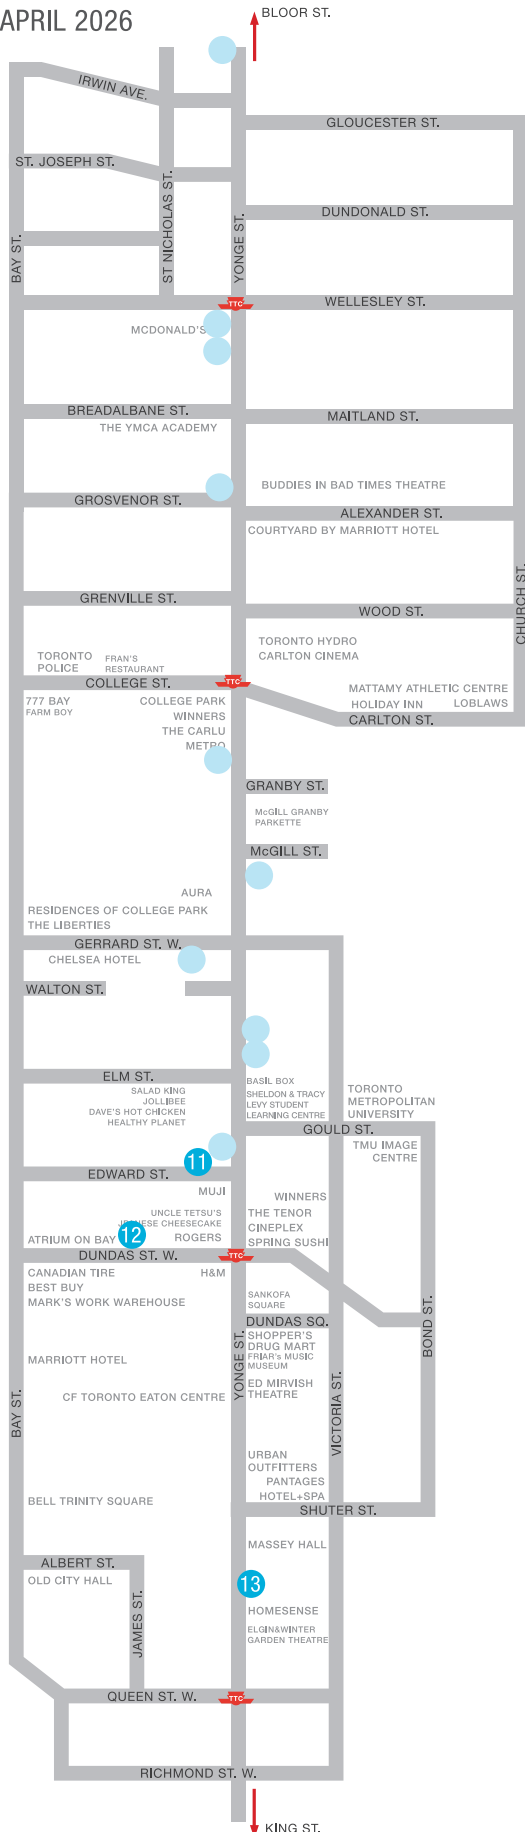 APRIL 2026
BLOOR ST.
IRWIN AVE.
GLOUCESTER ST.
ST. JOSEPH ST.
ST NICHOLAS ST.
DUNDONALD ST.
BAY ST.
YONGE ST.
TTC
WELLESLEY ST.
MCDONALD'S
BREADALBANE ST.
MAITLAND ST.
THE YMCA ACADEMY
BUDDIES IN BAD TIMES THEATRE
GROSVENOR ST.
ALEXANDER ST.
COURTYARD BY MARRIOTT HOTEL
CHURCH ST.
GRENVILLE ST.
WOOD ST.
TORONTO HYDRO
CARLTON CINEMA
TORONTO
POLICE
FRAN'S
RESTAURANT
COLLEGE ST.
TTC
MATTAMY ATHLETIC CENTRE
HOLIDAY INN
LOBLAWS
CARLTON ST.
777 BAY
FARM BOY
COLLEGE PARK
WINNERS
THE CARLU
METRO
GRANBY ST.
McGILL GRANBY
PARKETTE
McGILL ST.
AURA
RESIDENCES OF COLLEGE PARK
THE LIBERTIES
GERRARD ST. W.
CHELSEA HOTEL
WALTON ST.
ELM ST.
SALAD KING
JOLLIBEE
DAVE'S HOT CHICKEN
HEALTHY PLANET
BASIL BOX
SHELDON & TRACY
LEVY STUDENT
LEARNING CENTRE
TORONTO
METROPOLITAN
UNIVERSITY
GOULD ST.
TMU IMAGE
CENTRE
11
EDWARD ST.
MUJI
WINNERS
UNCLE TETSU'S
CHEESECAKE
12
ATRIUM ON BAY
ROGERS
THE TENOR
CINEPLEX
SPRING SUSHI
DUNDAS ST. W.
TTC
CANADIAN TIRE
BEST BUY
MARK'S WORK WAREHOUSE
H&M
SANKOFA
SQUARE
DUNDAS SQ.
SHOPPER'S
DRUG MART
FRIAR's MUSIC
MUSEUM
BOND ST.
YONGE ST.
MARRIOTT HOTEL
ED MIRVISH
THEATRE
CF TORONTO EATON CENTRE
BAY ST.
VICTORIA ST.
URBAN
OUTFITTERS
PANTAGES
HOTEL+SPA
BELL TRINITY SQUARE
SHUTER ST.
MASSEY HALL
ALBERT ST.
OLD CITY HALL
13
JAMES ST.
HOMESENSE
ELGIN&WINTER
GARDEN THEATRE
QUEEN ST. W.
TTC
RICHMOND ST. W.
KING ST.